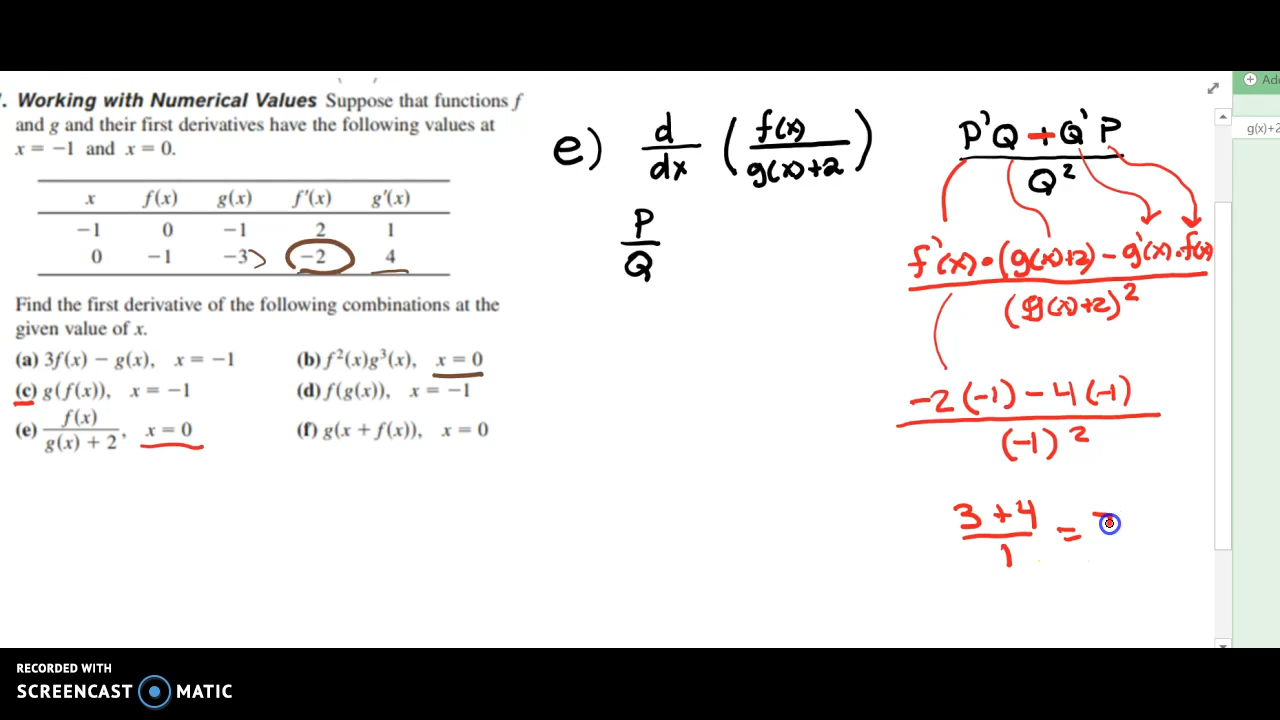 . Working with Numerical Values Suppose that functions f
and g and their first derivatives have the following values at
x = −1 and x = 0.
x f(x) g(x) f′(x) g′(x)
−1 0 −1 2 1
0 −1 −3 −2 4
Find the first derivative of the following combinations at the
given value of x.
(a) 3f(x) − g(x), x = −1 (b) f²(x)g³(x), x = 0
(c) g(f(x)), x = −1 (d) f(g(x)), x = −1
(e) f(x)/g(x) + 2, x = 0 (f) g(x + f(x)), x = 0
e) d/dx (f(x)/g(x)+2)
P/Q
P'Q + Q'P
Q²
f'(x)•(g(x)+2) − g'(x)·f(x)
(g(x)+2)²
−2(−1) − 4(−1)
(−1)²
3+4/1 =
Add
g(x)+2
RECORDED WITH
SCREENCAST MATIC